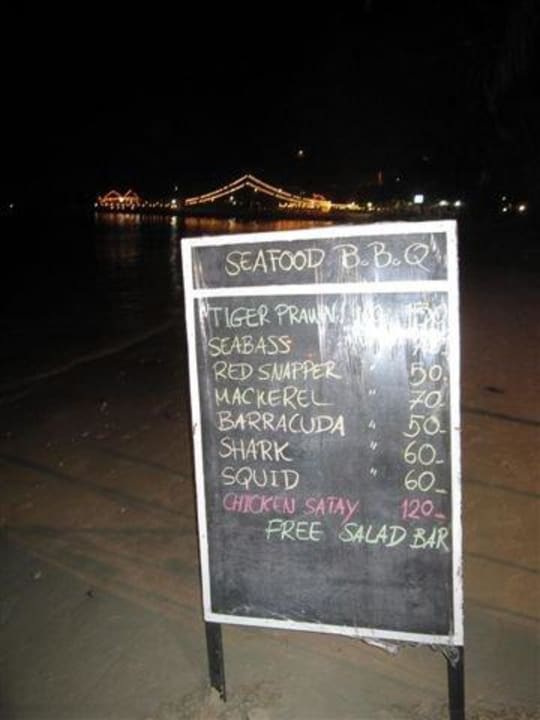 SEAFOOD B.B.Q
TIGER PRAWN
SEABASS "
RED SNAPPER " 50.
MACKEREL " 70
BARRACUDA " 50-
SHARK " 60-
SQUID " 60-
CHICKEN SATAY 120-
FREE SALAD BAR